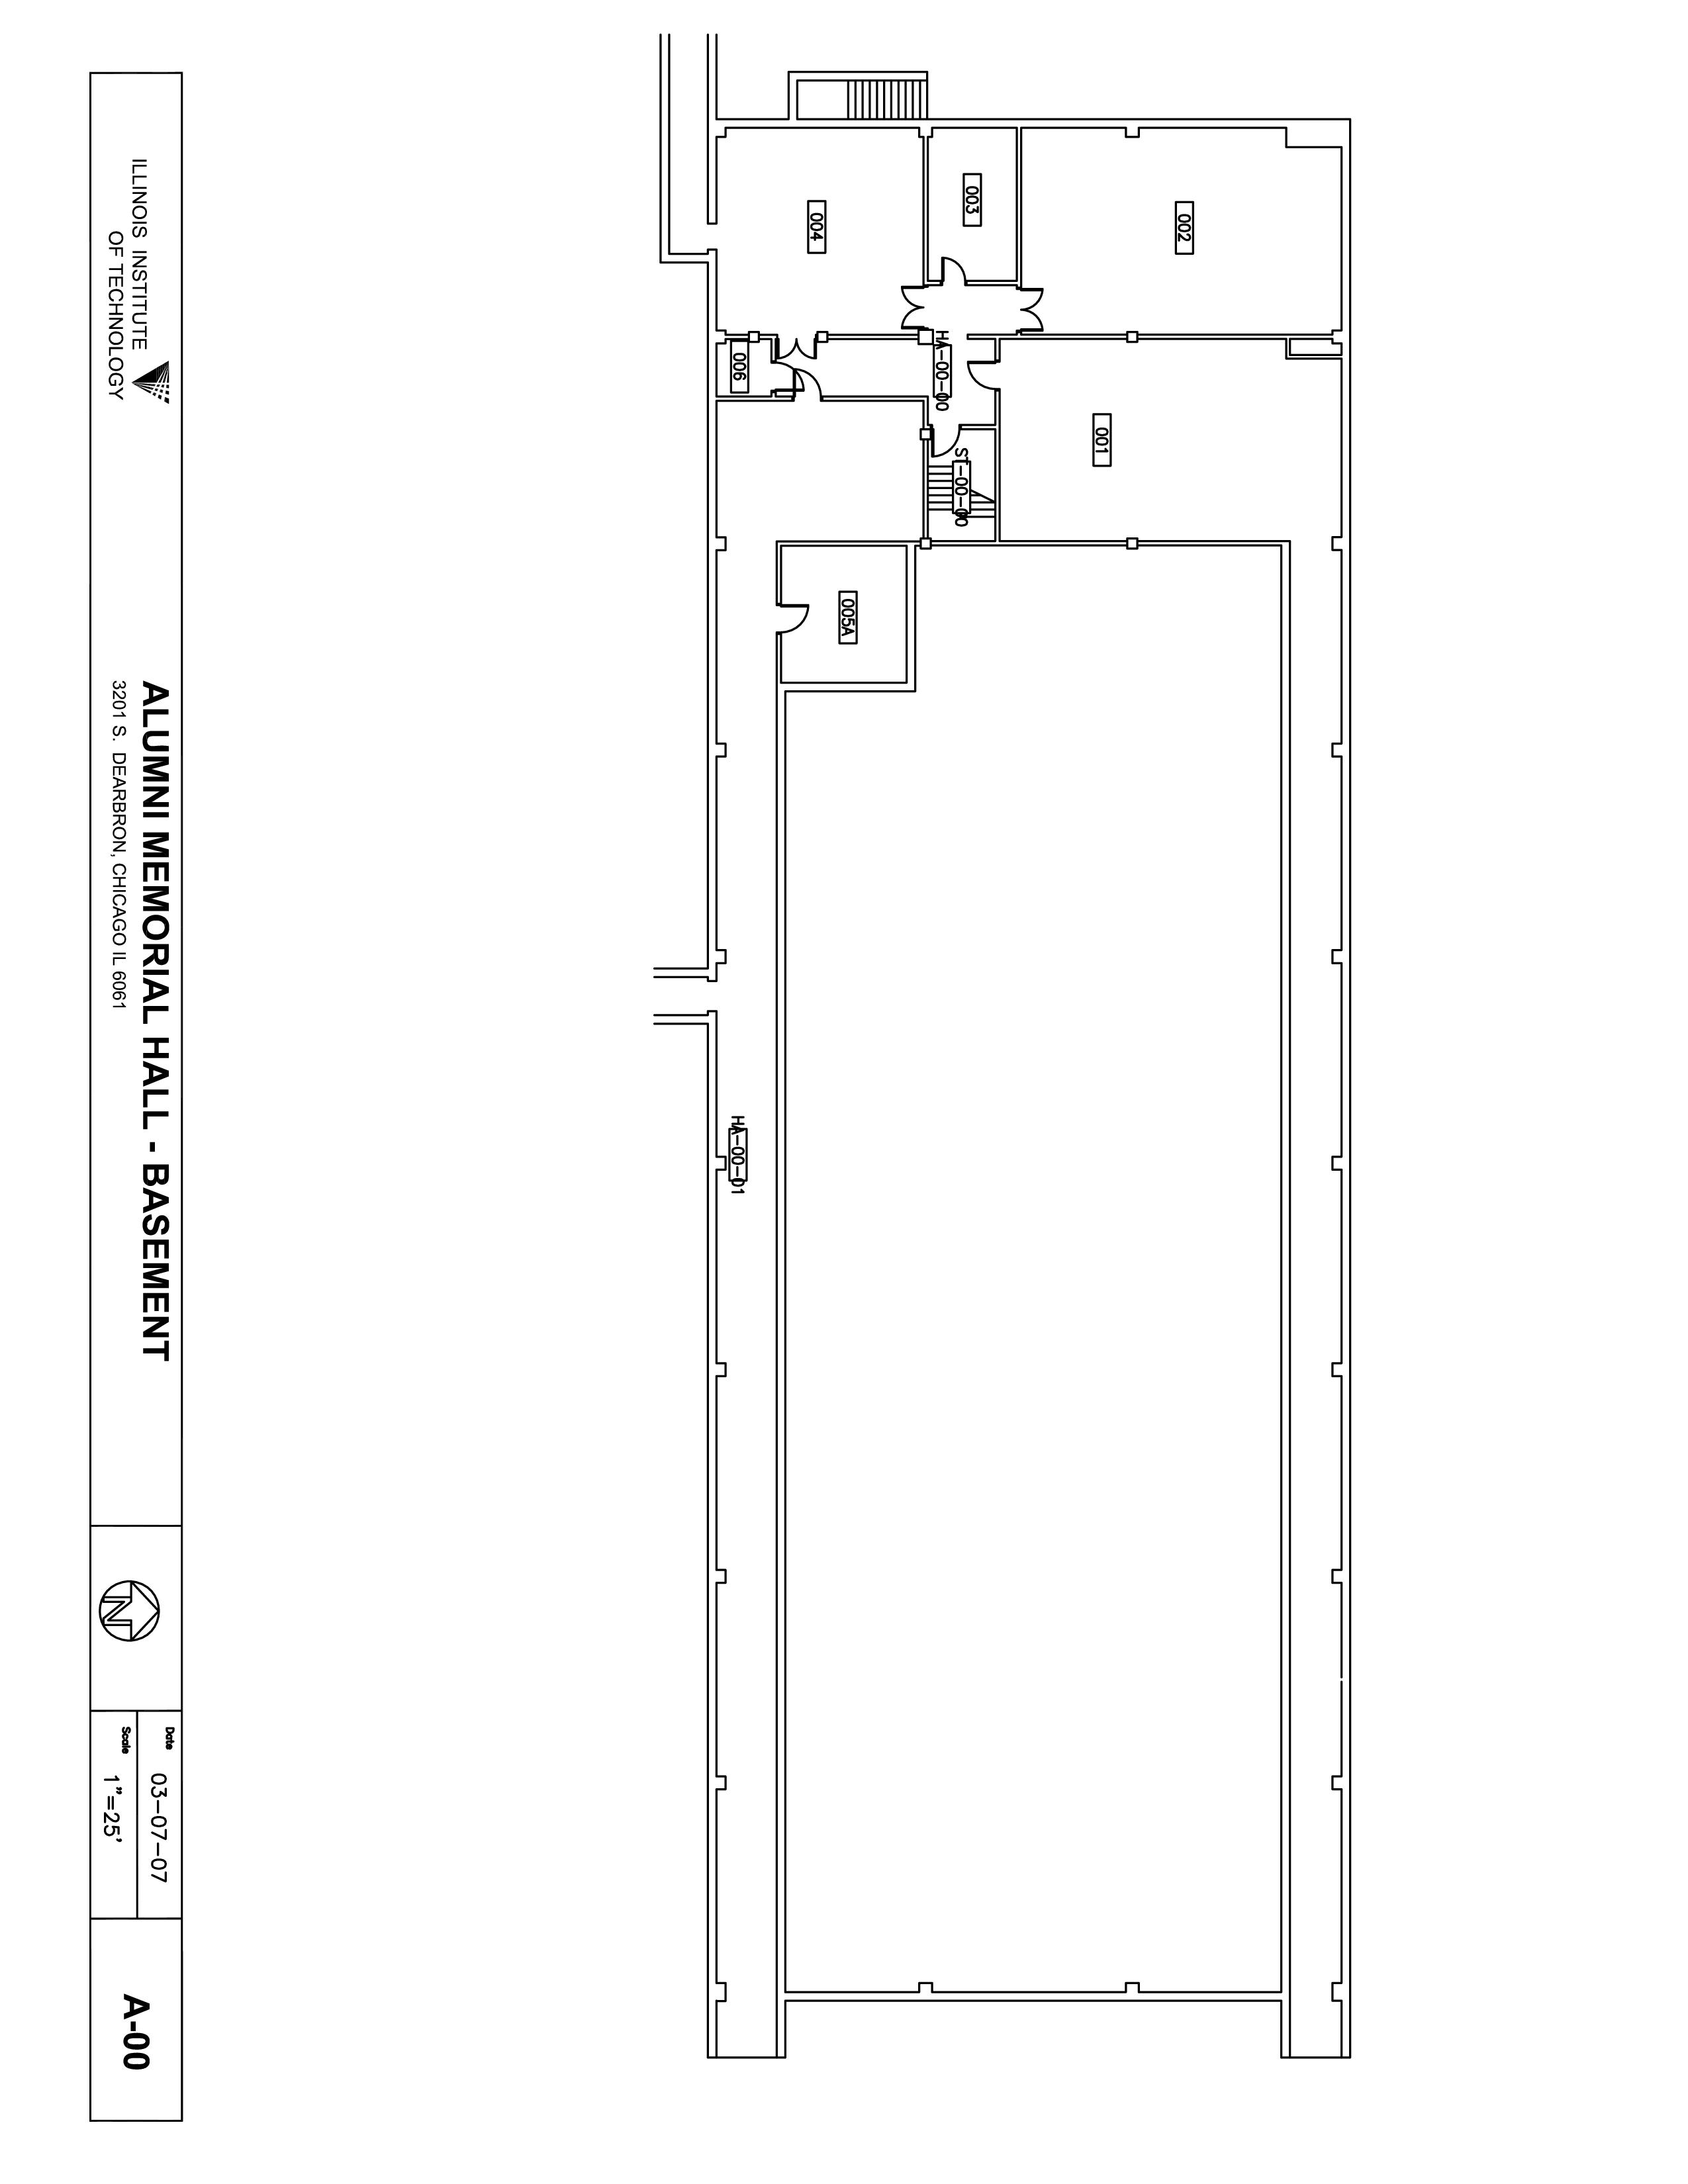 002
003
004
HA-00-00
006
001
ST-00-00
005A
HA-00-01
ILLINOIS INSTITUTE
OF TECHNOLOGY
ALUMNI MEMORIAL HALL - BASEMENT
3201 S. DEARBRON, CHICAGO IL 6061
N
Date 03-07-07
Scale 1"=25'
A-00